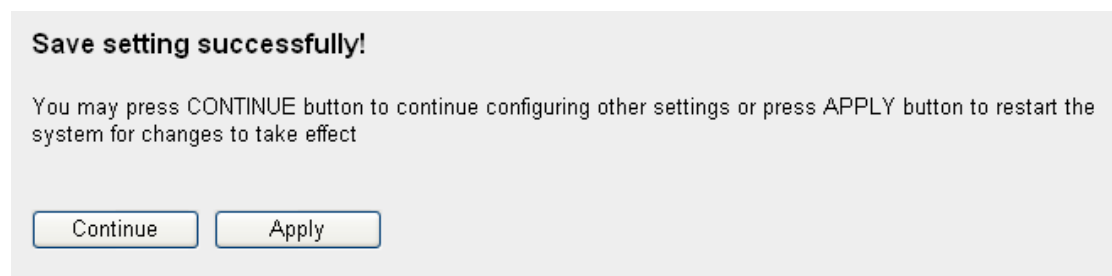 Save setting successfully!
You may press CONTINUE button to continue configuring other settings or press APPLY button to restart the
system for changes to take effect
Continue
Apply